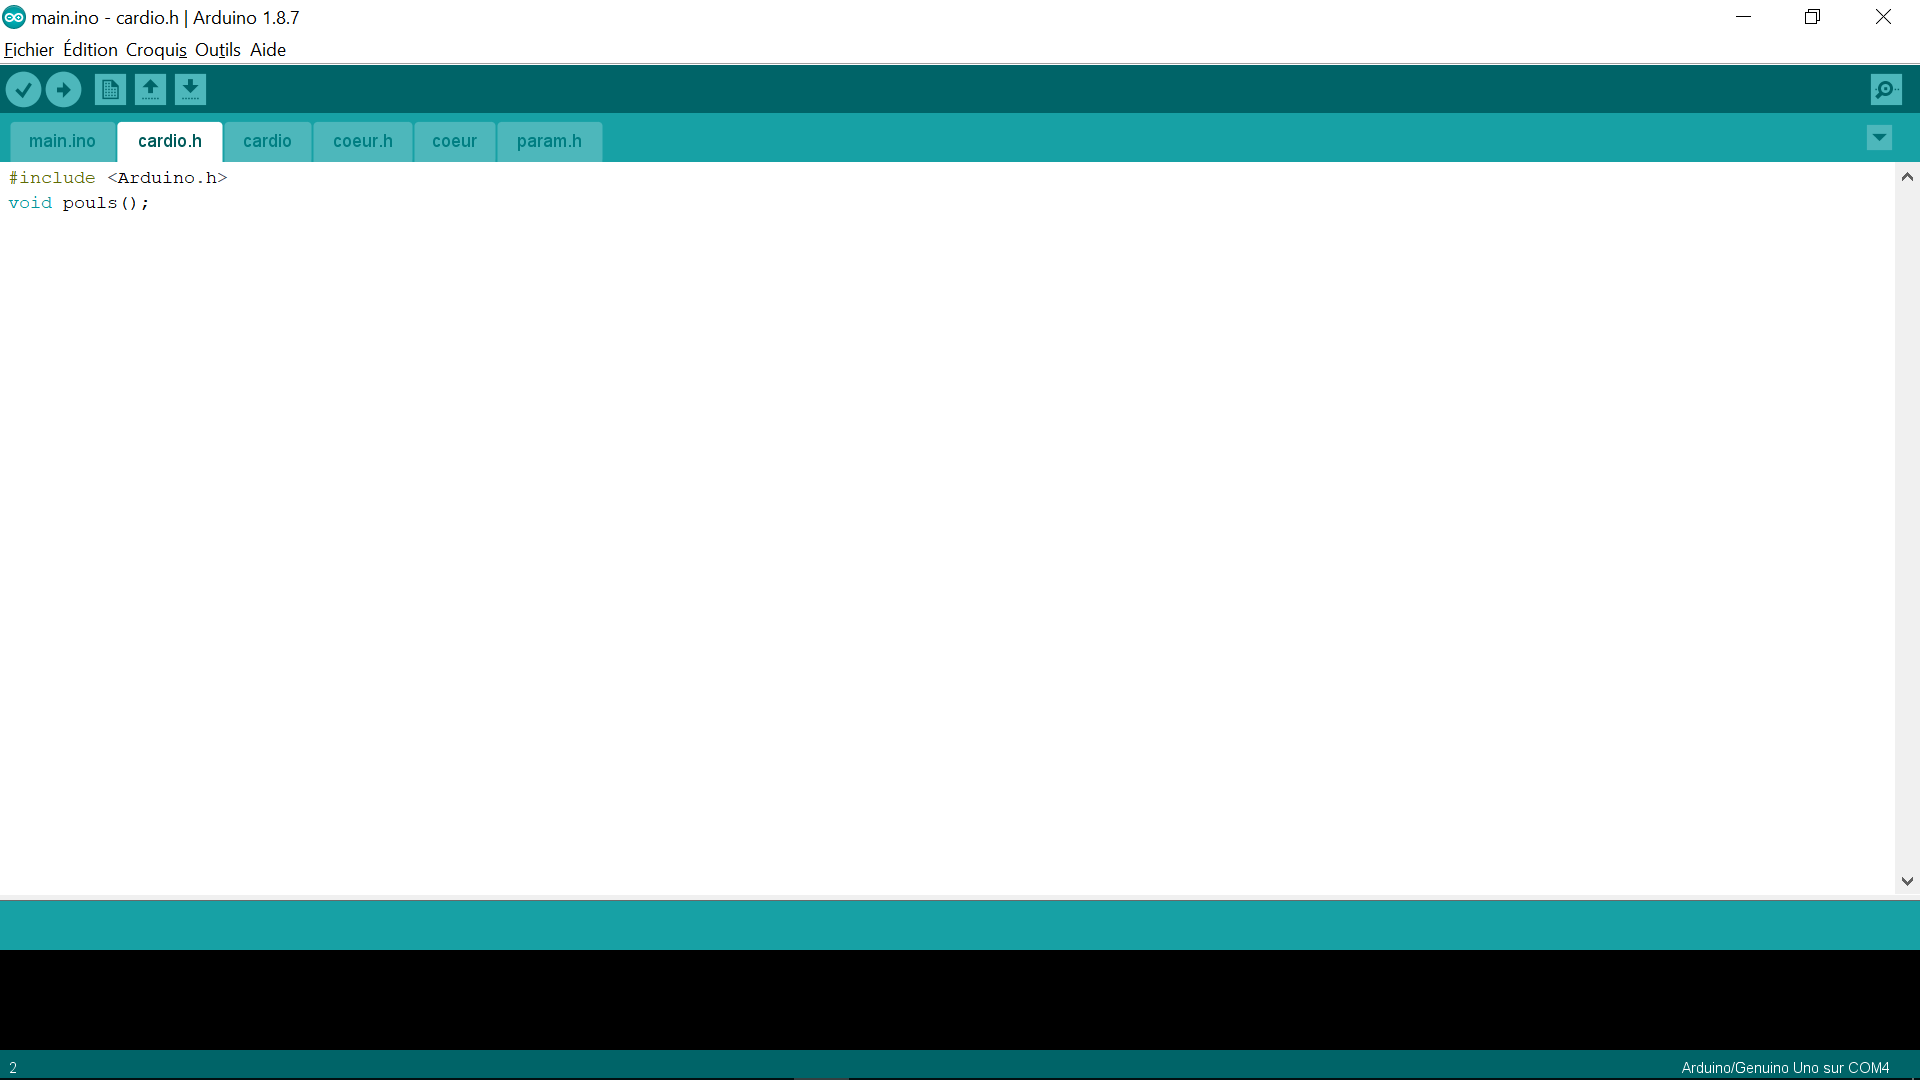 main.ino - cardio.h | Arduino 1.8.7
Fichier Édition Croquis Outils Aide
main.ino cardio.h cardio coeur.h coeur param.h
#include <Arduino.h>
void pouls();
2 Arduino/Genuino Uno sur COM4